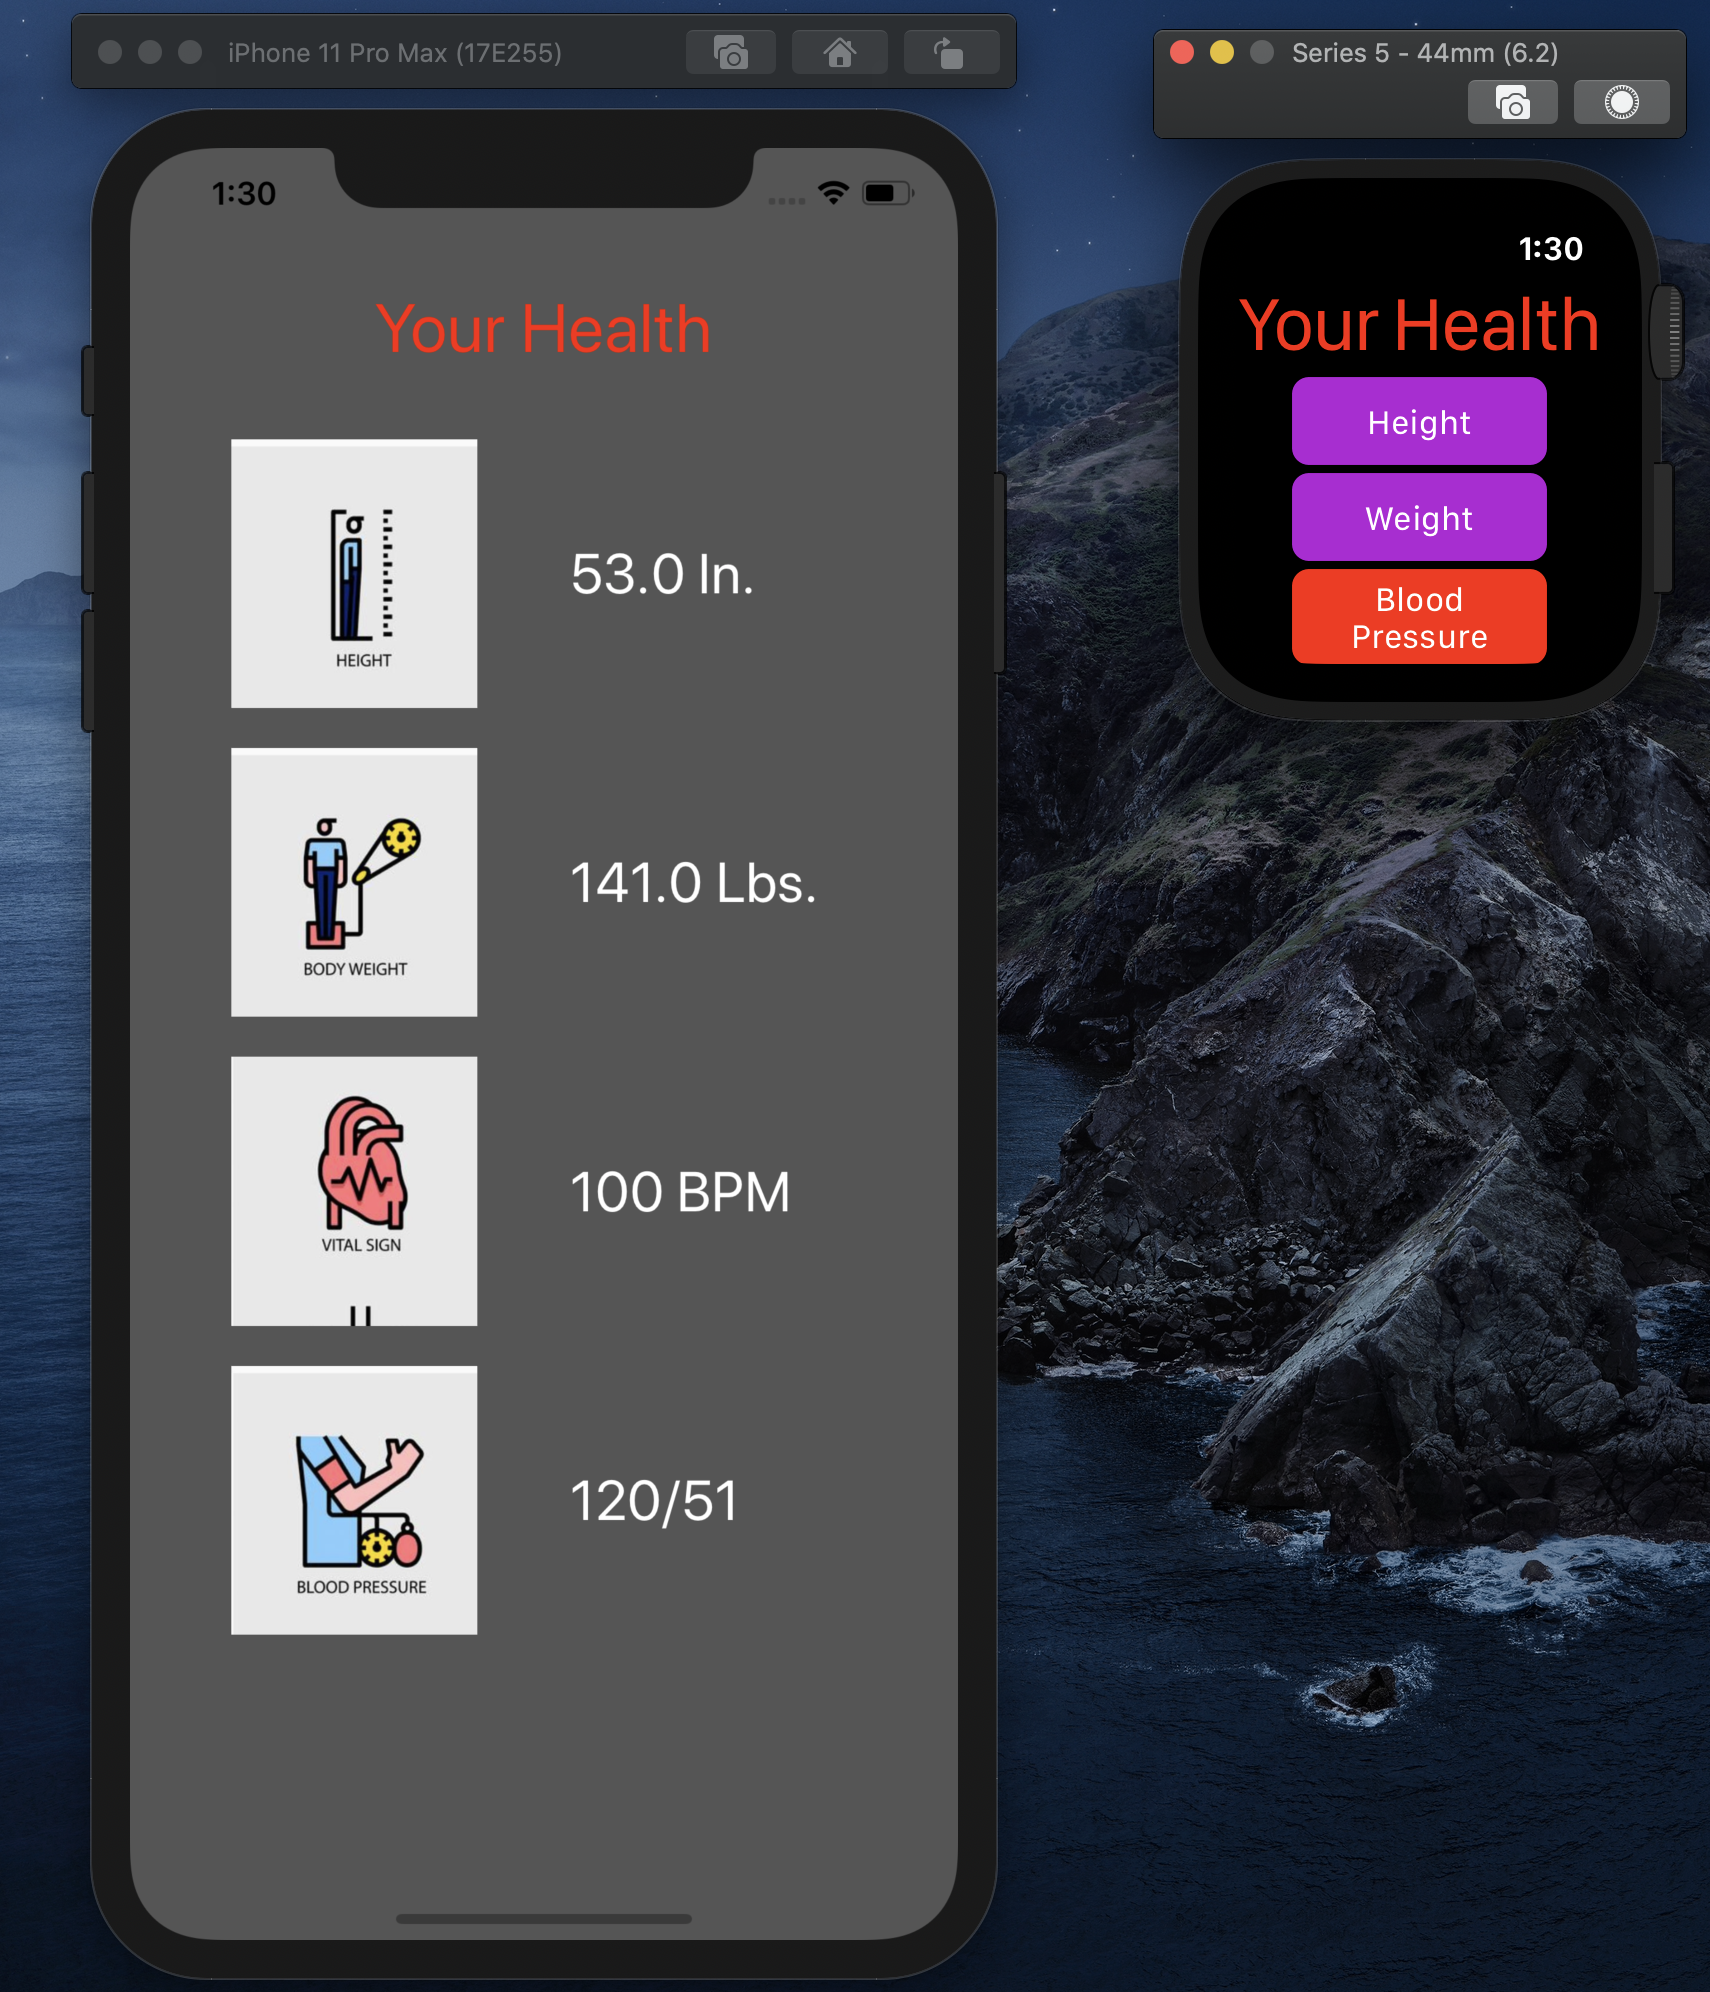 iPhone 11 Pro Max (17E255)
1:30
Your Health
HEIGHT
53.0 In.
BODY WEIGHT
141.0 Lbs.
VITAL SIGN
100 BPM
BLOOD PRESSURE
120/51
Series 5 - 44mm (6.2)
1:30
Your Health
Height
Weight
Blood
Pressure